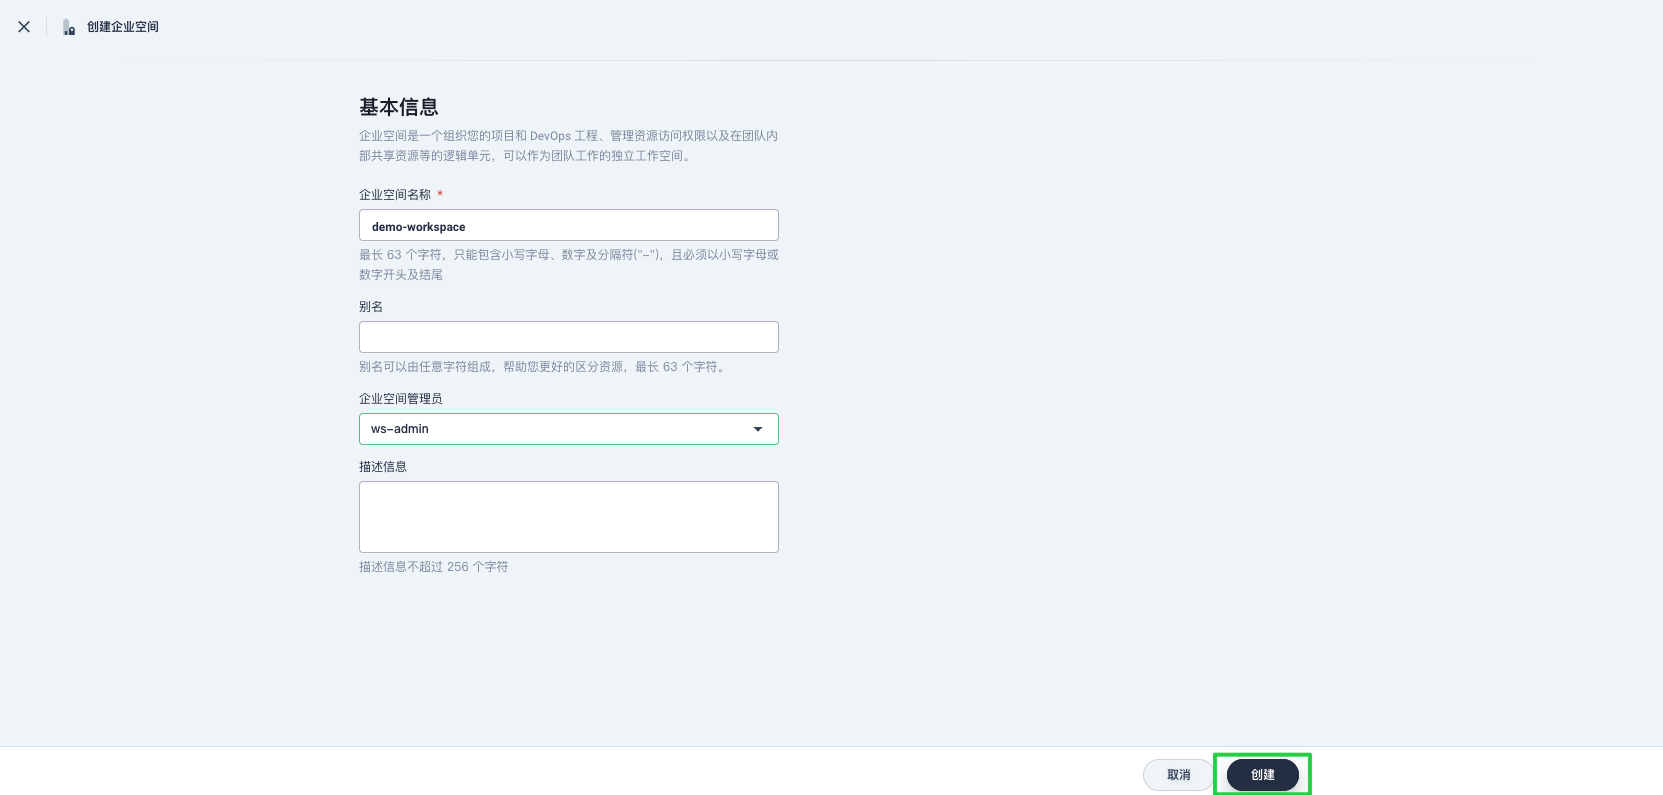 创建企业空间
基本信息
企业空间是一个组织您的项目和 DevOps 工程、管理资源访问权限以及在团队内
部共享资源等的逻辑单元，可以作为团队工作的独立工作空间。
企业空间名称 *
demo-workspace
最长 63 个字符，只能包含小写字母、数字及分隔符("-")，且必须以小写字母或
数字开头及结尾
别名
别名可以由任意字符组成，帮助您更好的区分资源，最长 63 个字符。
企业空间管理员
ws-admin
描述信息
描述信息不超过 256 个字符
取消
创建